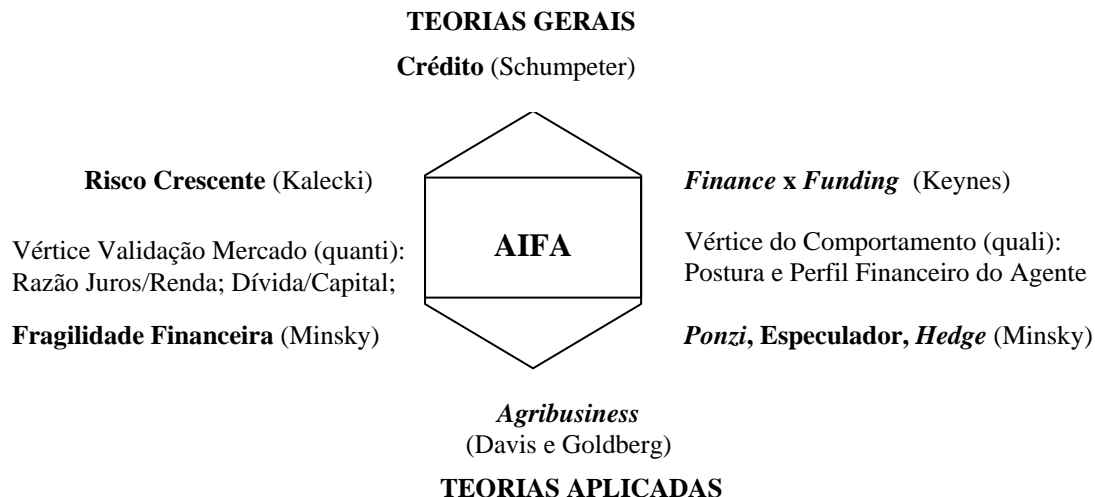 TEORIAS GERAIS
Crédito (Schumpeter)
Risco Crescente (Kalecki)
Finance x Funding (Keynes)
Vértice Validação Mercado (quanti):
Razão Juros/Renda; Dívida/Capital;
AIFA
Vértice do Comportamento (quali):
Postura e Perfil Financeiro do Agente
Fragilidade Financeira (Minsky)
Ponzi, Especulador, Hedge (Minsky)
Agribusiness
(Davis e Goldberg)
TEORIAS APLICADAS